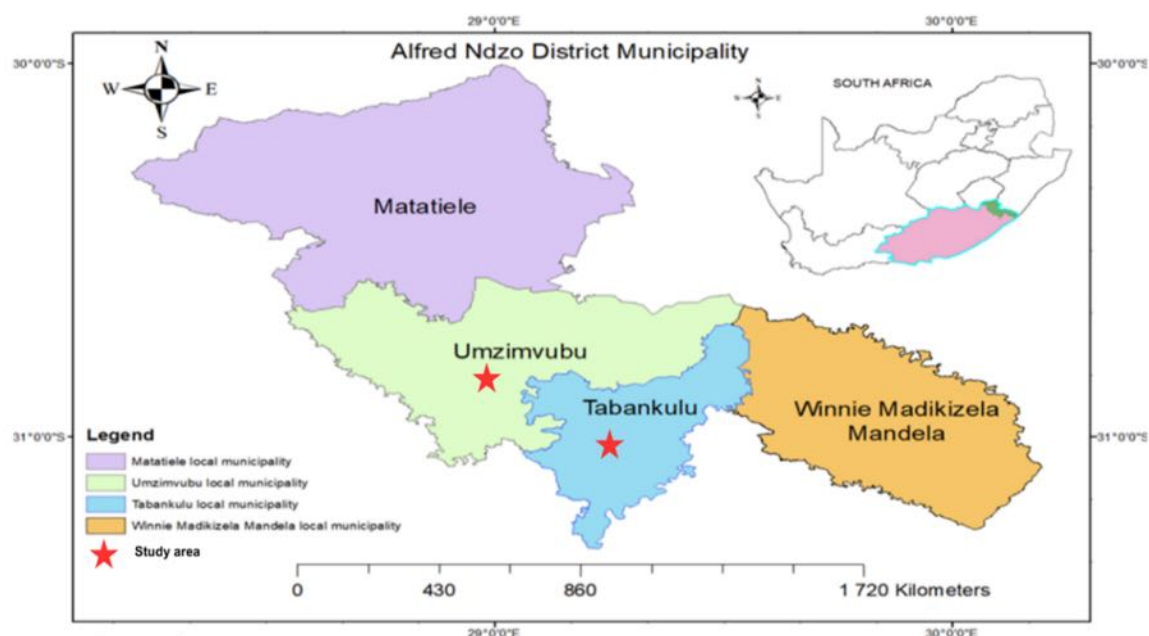 29°0'0"E
30°0'0"E
Alfred Ndzo District Municipality
30°0'0"S
30°0'0"S
N
W
E
S
SOUTH AFRICA
Matatiele
Umzimvubu
Tabankulu
Winnie Madikizela
Mandela
31°0'0"S
31°0'0"S
Legend
Matatiele local municipality
Umzimvubu local municipality
Tabankulu local municipality
Winnie Madikizela Mandela local municipality
Study area
0
430
860
1 720 Kilometers
29°0'0"E
30°0'0"E